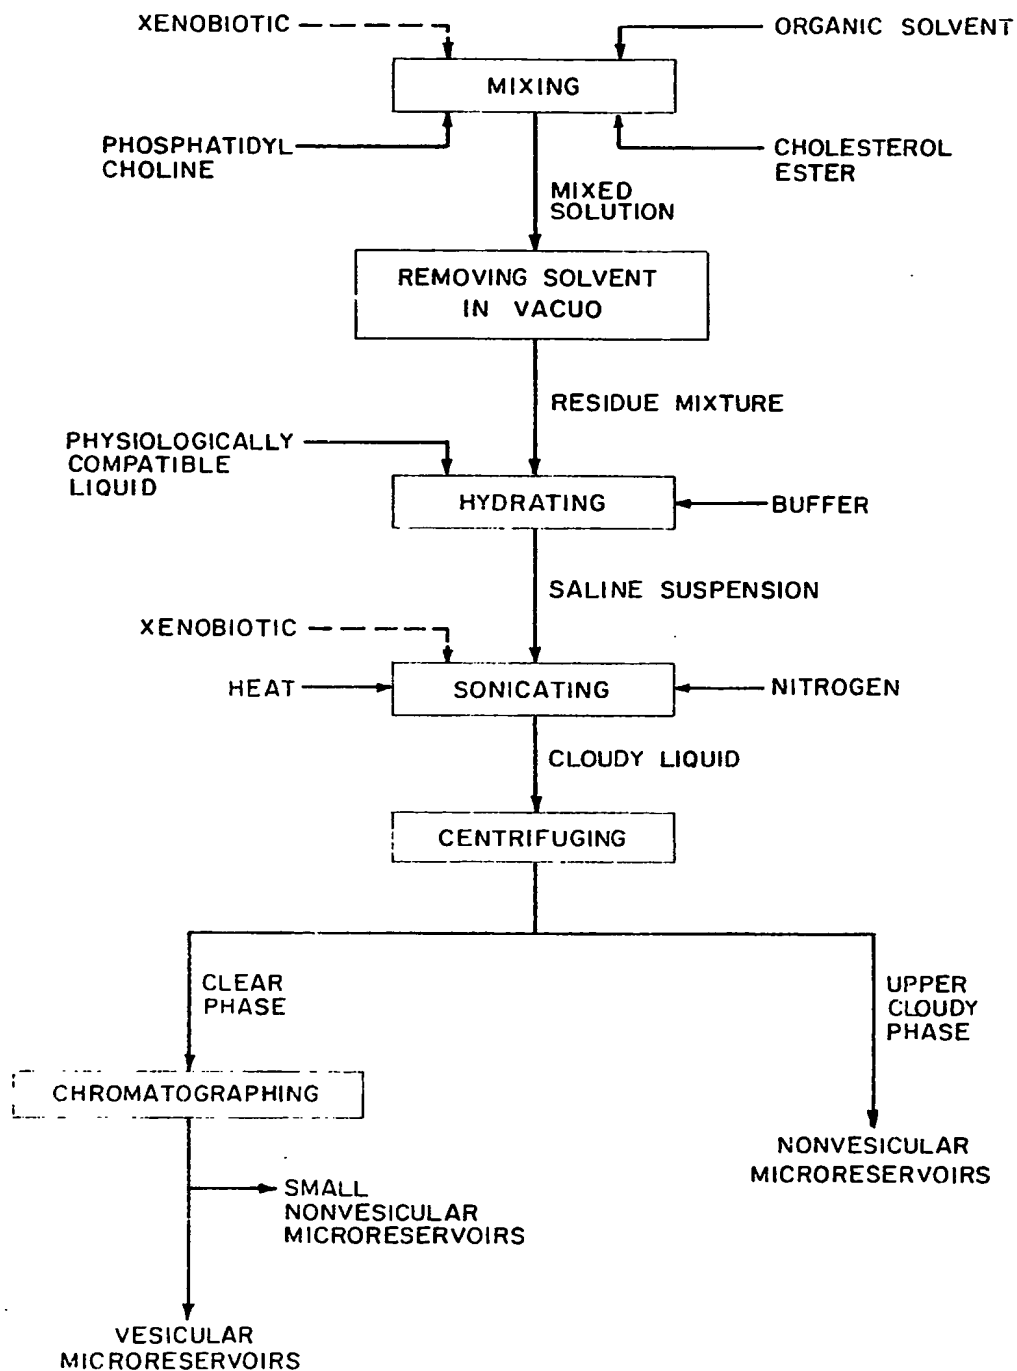 XENOBIOTIC
ORGANIC SOLVENT
MIXING
PHOSPHATIDYL
CHOLINE
CHOLESTEROL
ESTER
MIXED
SOLUTION
REMOVING SOLVENT
IN VACUO
RESIDUE MIXTURE
PHYSIOLOGICALLY
COMPATIBLE
LIQUID
HYDRATING
BUFFER
SALINE SUSPENSION
XENOBIOTIC
HEAT
SONICATING
NITROGEN
CLOUDY LIQUID
CENTRIFUGING
CLEAR
PHASE
UPPER
CLOUDY
PHASE
CHROMATOGRAPHING
NONVESICULAR
MICRORESERVOIRS
SMALL
NONVESICULAR
MICRORESERVOIRS
VESICULAR
MICRORESERVOIRS